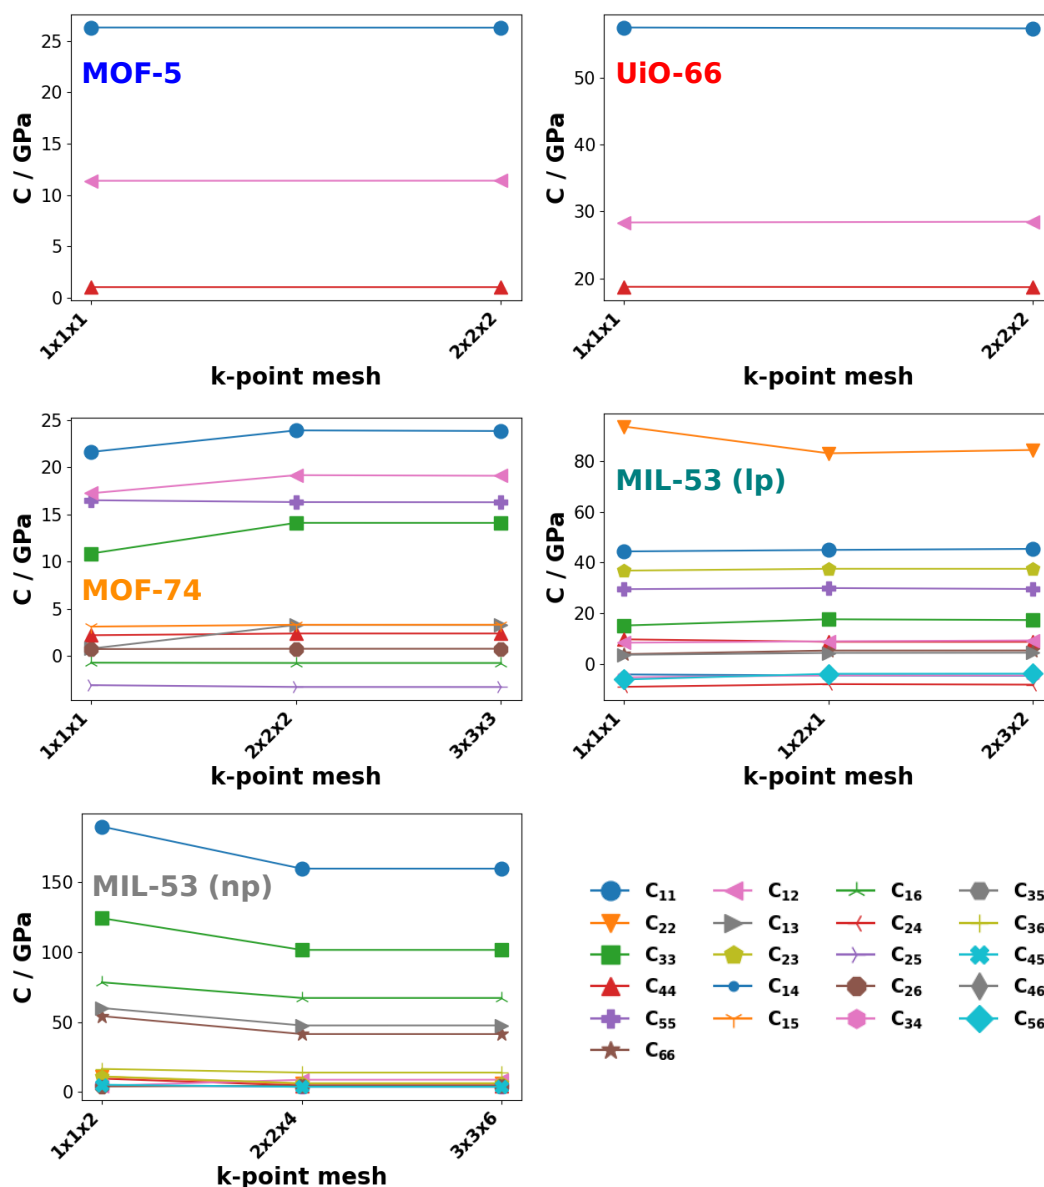 MOF-5
C / GPa
25
20
15
10
5
0
1x1x1
2x2x2
k-point mesh
UiO-66
C / GPa
50
40
30
20
1x1x1
2x2x2
k-point mesh
MOF-74
C / GPa
25
20
15
10
5
0
1x1x1
2x2x2
3x3x3
k-point mesh
MIL-53 (lp)
C / GPa
80
60
40
20
0
1x1x1
1x2x1
2x3x2
k-point mesh
MIL-53 (np)
C / GPa
150
100
50
0
1x1x2
2x2x4
3x3x6
k-point mesh
C₁₁ C₁₂ C₁₆ C₃₅
C₂₂ C₁₃ C₂₄ C₃₆
C₃₃ C₂₃ C₂₅ C₄₅
C₄₄ C₁₄ C₂₆ C₄₆
C₅₅ C₁₅ C₃₄ C₅₆
C₆₆